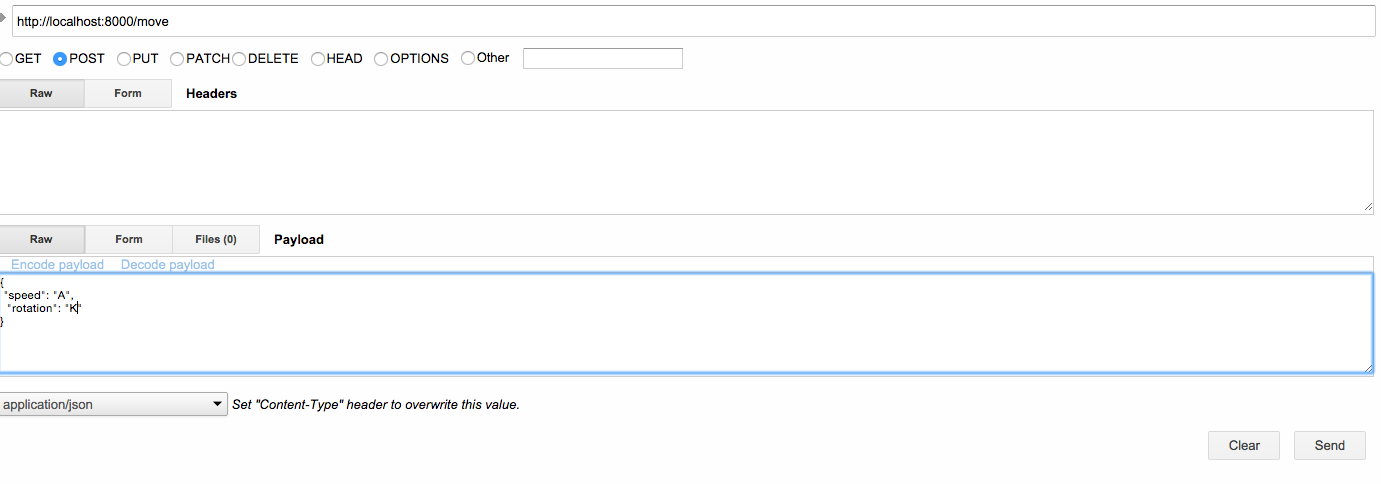 http://localhost:8000/move
GET POST PUT PATCH DELETE HEAD OPTIONS Other
Raw Form Headers
Raw Form Files (0) Payload
Encode payload Decode payload
{
"speed": "A",
"rotation": "K"
}
application/json Set "Content-Type" header to overwrite this value.
Clear Send